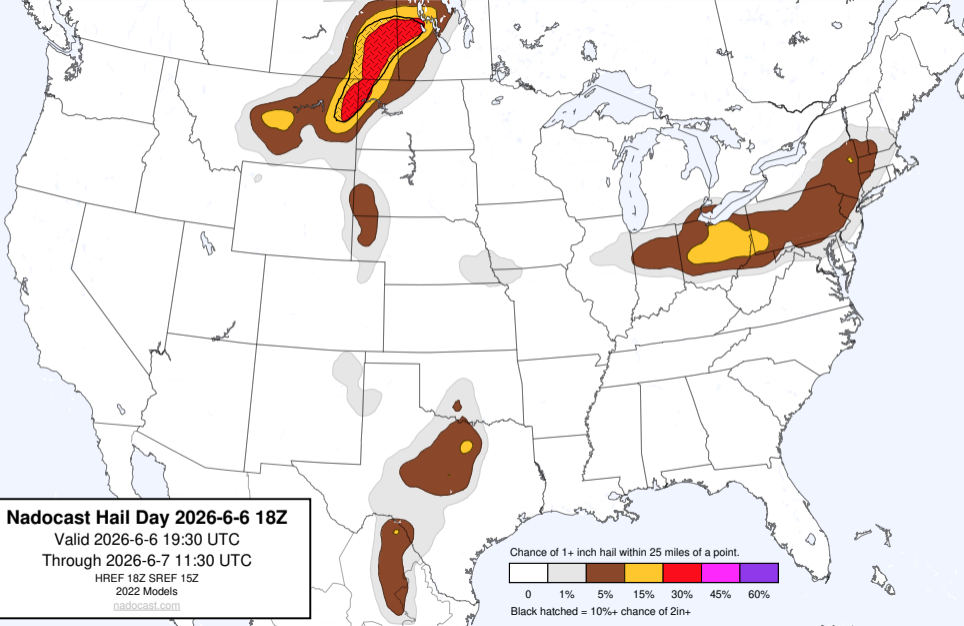 Nadocast Hail Day 2026-6-6 18Z
Valid 2026-6-6 19:30 UTC
Through 2026-6-7 11:30 UTC
HREF 18Z SREF 15Z
2022 Models
nadocast.com
Chance of 1+ inch hail within 25 miles of a point.
0 1% 5% 15% 30% 45% 60%
Black hatched = 10%+ chance of 2in+